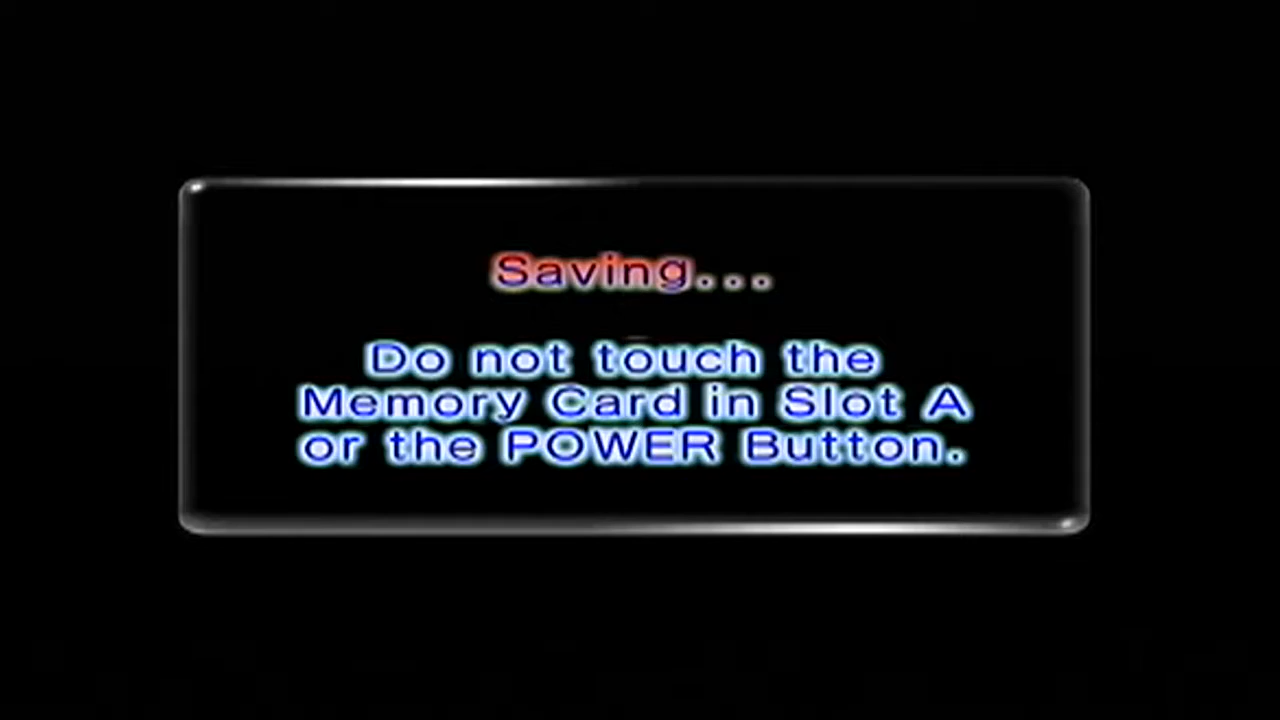 Saving...
Do not touch the
Memory Card in Slot A
or the POWER Button.